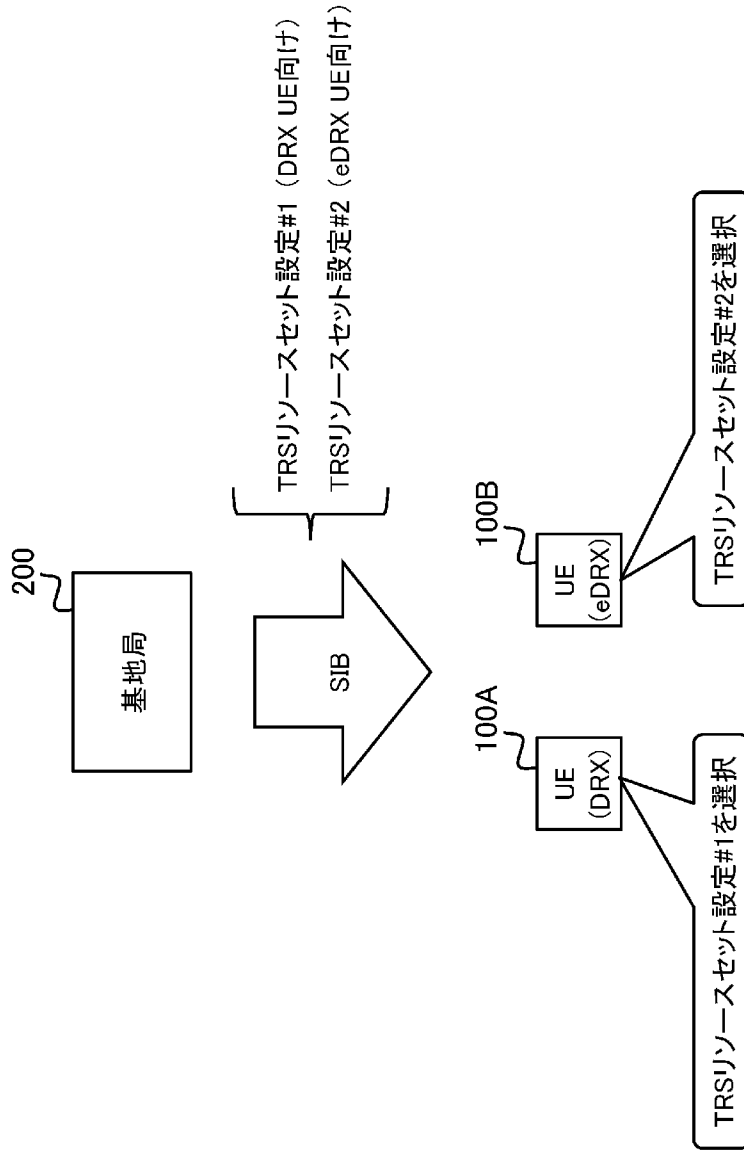 200
基地局
SIB
TRSリソースセット設定#1 (DRX UE向け)
TRSリソースセット設定#2 (eDRX UE向け)
100A
UE
(DRX)
100B
UE
(eDRX)
TRSリソースセット設定#1を選択
TRSリソースセット設定#2を選択